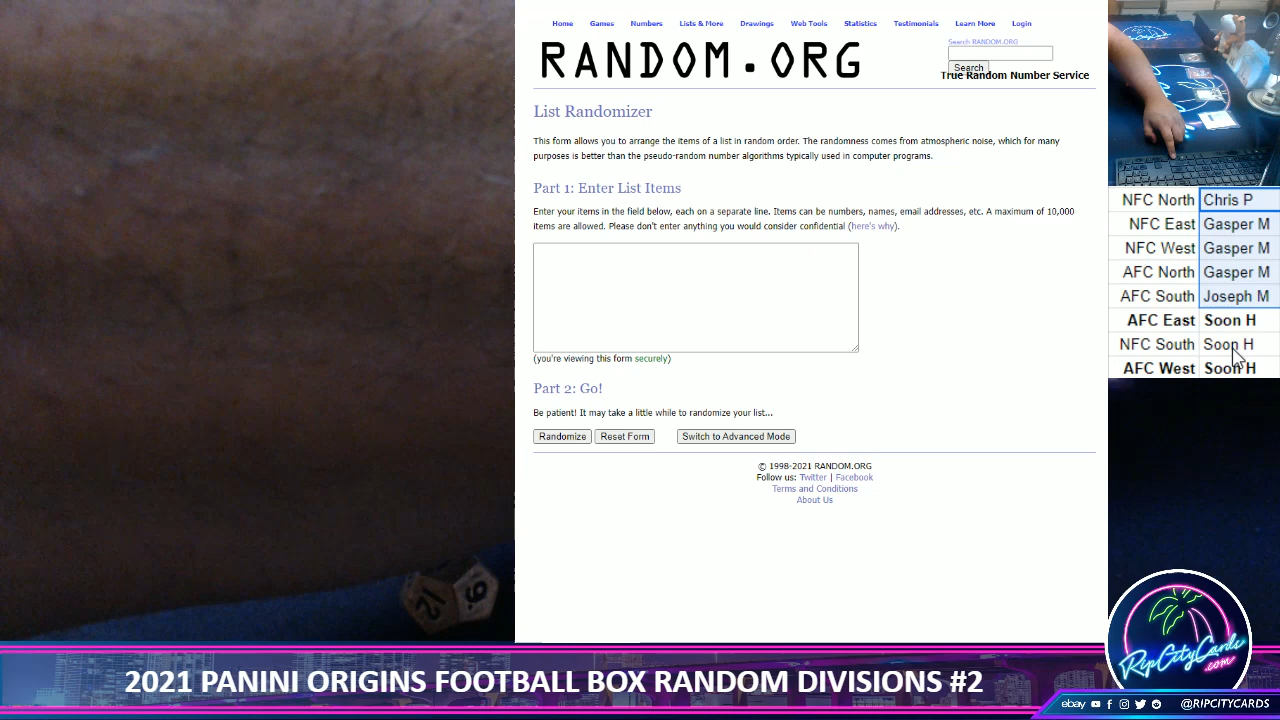 Home Games Numbers Lists & More Drawings Web Tools Statistics Testimonials Learn More Login
Search RANDOM.ORG
RANDOM.ORG
Search
True Random Number Service
List Randomizer
This form allows you to arrange the items of a list in random order. The randomness comes from atmospheric noise, which for many
purposes is better than the pseudo-random number algorithms typically used in computer programs.
Part 1: Enter List Items
Enter your items in the field below, each on a separate line. Items can be numbers, names, email addresses, etc. A maximum of 10,000
items are allowed. Please don't enter anything you would consider confidential (here's why).
(you're viewing this form securely)
Part 2: Go!
Be patient! It may take a little while to randomize your list...
Randomize Reset Form Switch to Advanced Mode
© 1998-2021 RANDOM.ORG
Follow us: Twitter | Facebook
Terms and Conditions
About Us
NFC North Chris P
NFC East Gasper M
NFC West Gasper M
AFC North Gasper M
AFC South Joseph M
AFC East Soon H
NFC South Soon H
AFC West Soon H
12
9.
2021 PANINI ORIGINS FOOTBALL BOX RANDOM DIVISIONS #2
RipCityCards
.com
ebay @RIPCITYCARDS